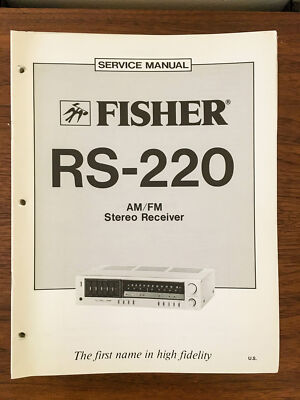 SERVICE MANUAL
FISHER®
RS-220
AM/FM
Stereo Receiver
The first name in high fidelity
U.S.